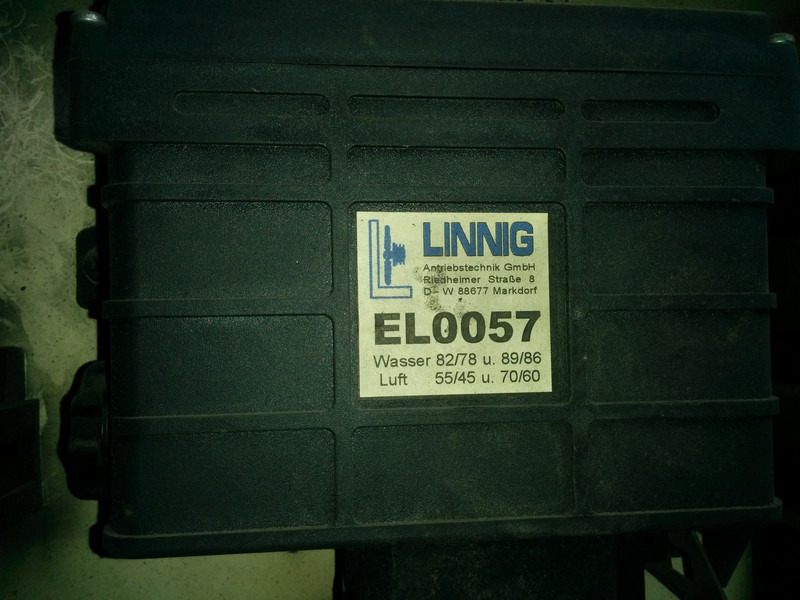 LINNIG
Antriebstechnik GmbH
Riedheimer Straße 8
D - W 88677 Markdorf
EL0057
Wasser 82/78 u. 89/86
Luft 55/45 u. 70/60